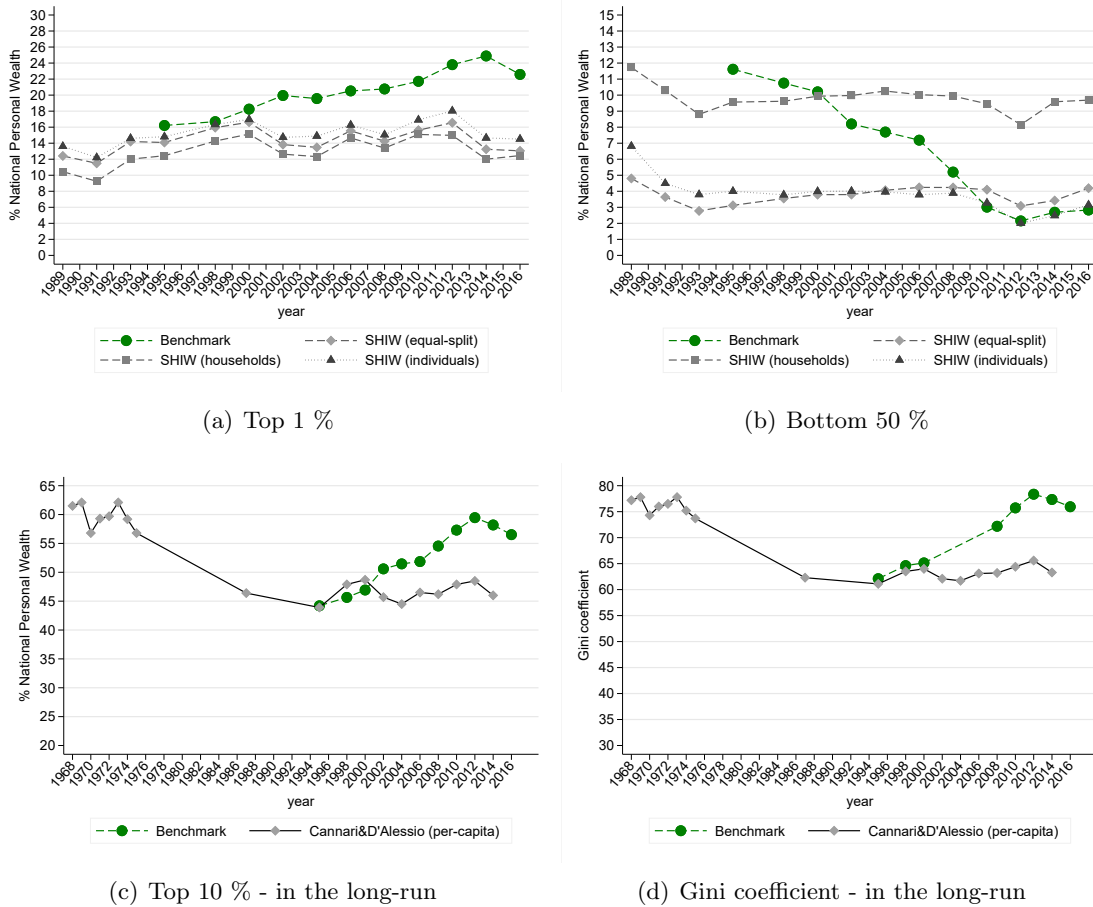 30
28
26
24
22
20
18
16
14
12
10
8
6
4
2
0
% National Personal Wealth
1989 1990 1991 1992 1993 1994 1995 1996 1997 1998 1999 2000 2001 2002 2003 2004 2005 2006 2007 2008 2009 2010 2011 2012 2013 2014 2015 2016
year
Benchmark SHIW (equal-split)
SHIW (households) SHIW (individuals)
(a) Top 1 %
15
14
13
12
11
10
9
8
7
6
5
4
3
2
1
0
% National Personal Wealth
1989 1990 1991 1992 1993 1994 1995 1996 1997 1998 1999 2000 2001 2002 2003 2004 2005 2006 2007 2008 2009 2010 2011 2012 2013 2014 2015 2016
year
Benchmark SHIW (equal-split)
SHIW (households) SHIW (individuals)
(b) Bottom 50 %
65
60
55
50
45
40
35
30
25
20
% National Personal Wealth
1968 1970 1972 1974 1976 1978 1980 1982 1984 1986 1988 1990 1992 1994 1996 1998 2000 2002 2004 2006 2008 2010 2012 2014 2016
year
Benchmark Cannari&D'Alessio (per-capita)
(c) Top 10 % - in the long-run
80
75
70
65
60
55
50
45
40
35
30
Gini coefficient
1968 1970 1972 1974 1976 1978 1980 1982 1984 1986 1988 1990 1992 1994 1996 1998 2000 2002 2004 2006 2008 2010 2012 2014 2016
year
Benchmark Cannari&D'Alessio (per-capita)
(d) Gini coefficient - in the long-run